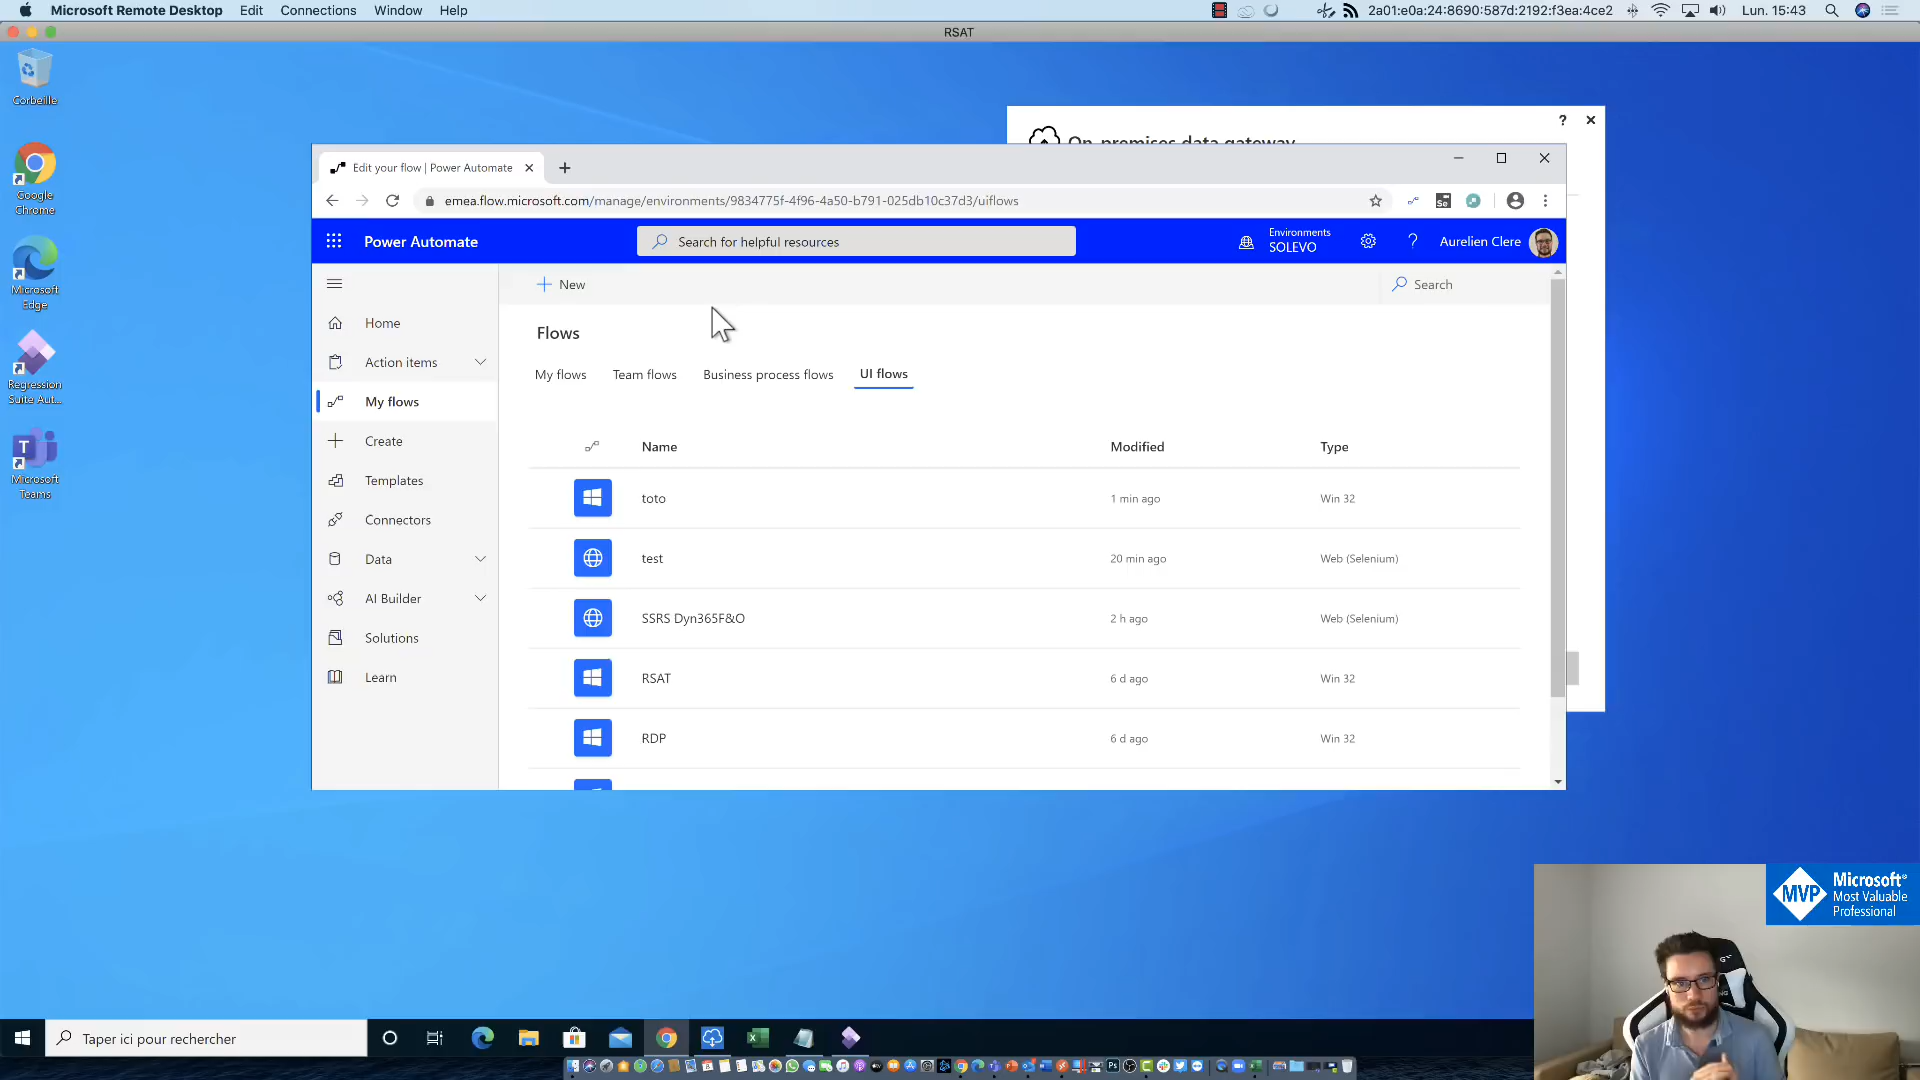 Microsoft Remote Desktop Edit Connections Window Help
2a01:e0a:24:8690:587d:2192:f3ea:4ce2 Lun. 15:43
RSAT
Corbeille
Google
Chrome
Microsoft
Edge
Regression
Suite Aut...
Microsoft
Teams
On-premises data gateway
?
Edit your flow | Power Automate
emea.flow.microsoft.com/manage/environments/9834775f-4f96-4a50-b791-025db10c37d3/uiflows
Power Automate
Search for helpful resources
Environments
SOLEVO
?
Aurelien Clere
New
Search
Home
Action items
My flows
Create
Templates
Connectors
Data
AI Builder
Solutions
Learn
Flows
My flows Team flows Business process flows UI flows
Name Modified Type
toto 1 min ago Win 32
test 20 min ago Web (Selenium)
SSRS Dyn365F&O 2 h ago Web (Selenium)
RSAT 6 d ago Win 32
RDP 6 d ago Win 32
MVP
Microsoft®
Most Valuable
Professional
Taper ici pour rechercher